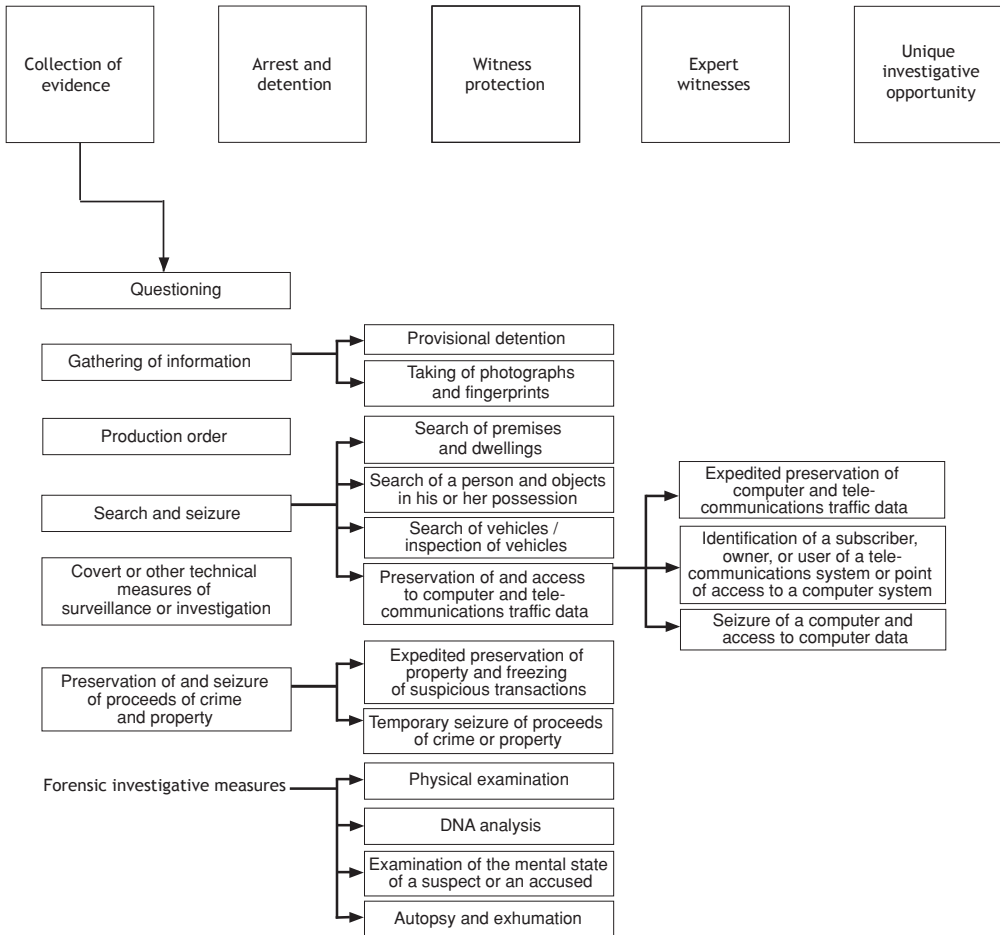 Collection of
evidence
Arrest and
detention
Witness
protection
Expert
witnesses
Unique
investigative
opportunity
Questioning
Gathering of information
Provisional detention
Taking of photographs
and fingerprints
Production order
Search and seizure
Search of premises
and dwellings
Search of a person and objects
in his or her possession
Search of vehicles /
inspection of vehicles
Preservation of and access
to computer and tele-
communications traffic data
Expedited preservation of
computer and tele-
communications traffic data
Identification of a subscriber,
owner, or user of a tele-
communications system or point
of access to a computer system
Seizure of a computer and
access to computer data
Covert or other technical
measures of
surveillance or investigation
Preservation of and seizure
of proceeds of crime
and property
Expedited preservation of
property and freezing
of suspicious transactions
Temporary seizure of proceeds
of crime or property
Forensic investigative measures
Physical examination
DNA analysis
Examination of the mental state
of a suspect or an accused
Autopsy and exhumation